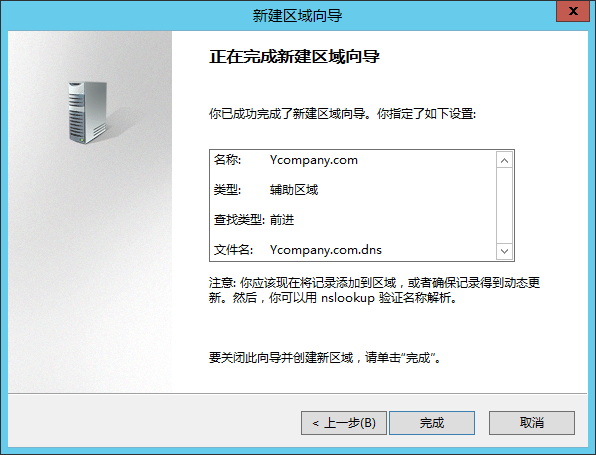 新建区域向导
x
正在完成新建区域向导
你已成功完成了新建区域向导。你指定了如下设置:
名称: Ycompany.com
类型: 辅助区域
查找类型: 前进
文件名: Ycompany.com.dns
注意: 你应该现在将记录添加到区域，或者确保记录得到动态更
新。然后，你可以用 nslookup 验证名称解析。
要关闭此向导并创建新区域，请单击“完成”。
< 上一步(B) 完成 取消